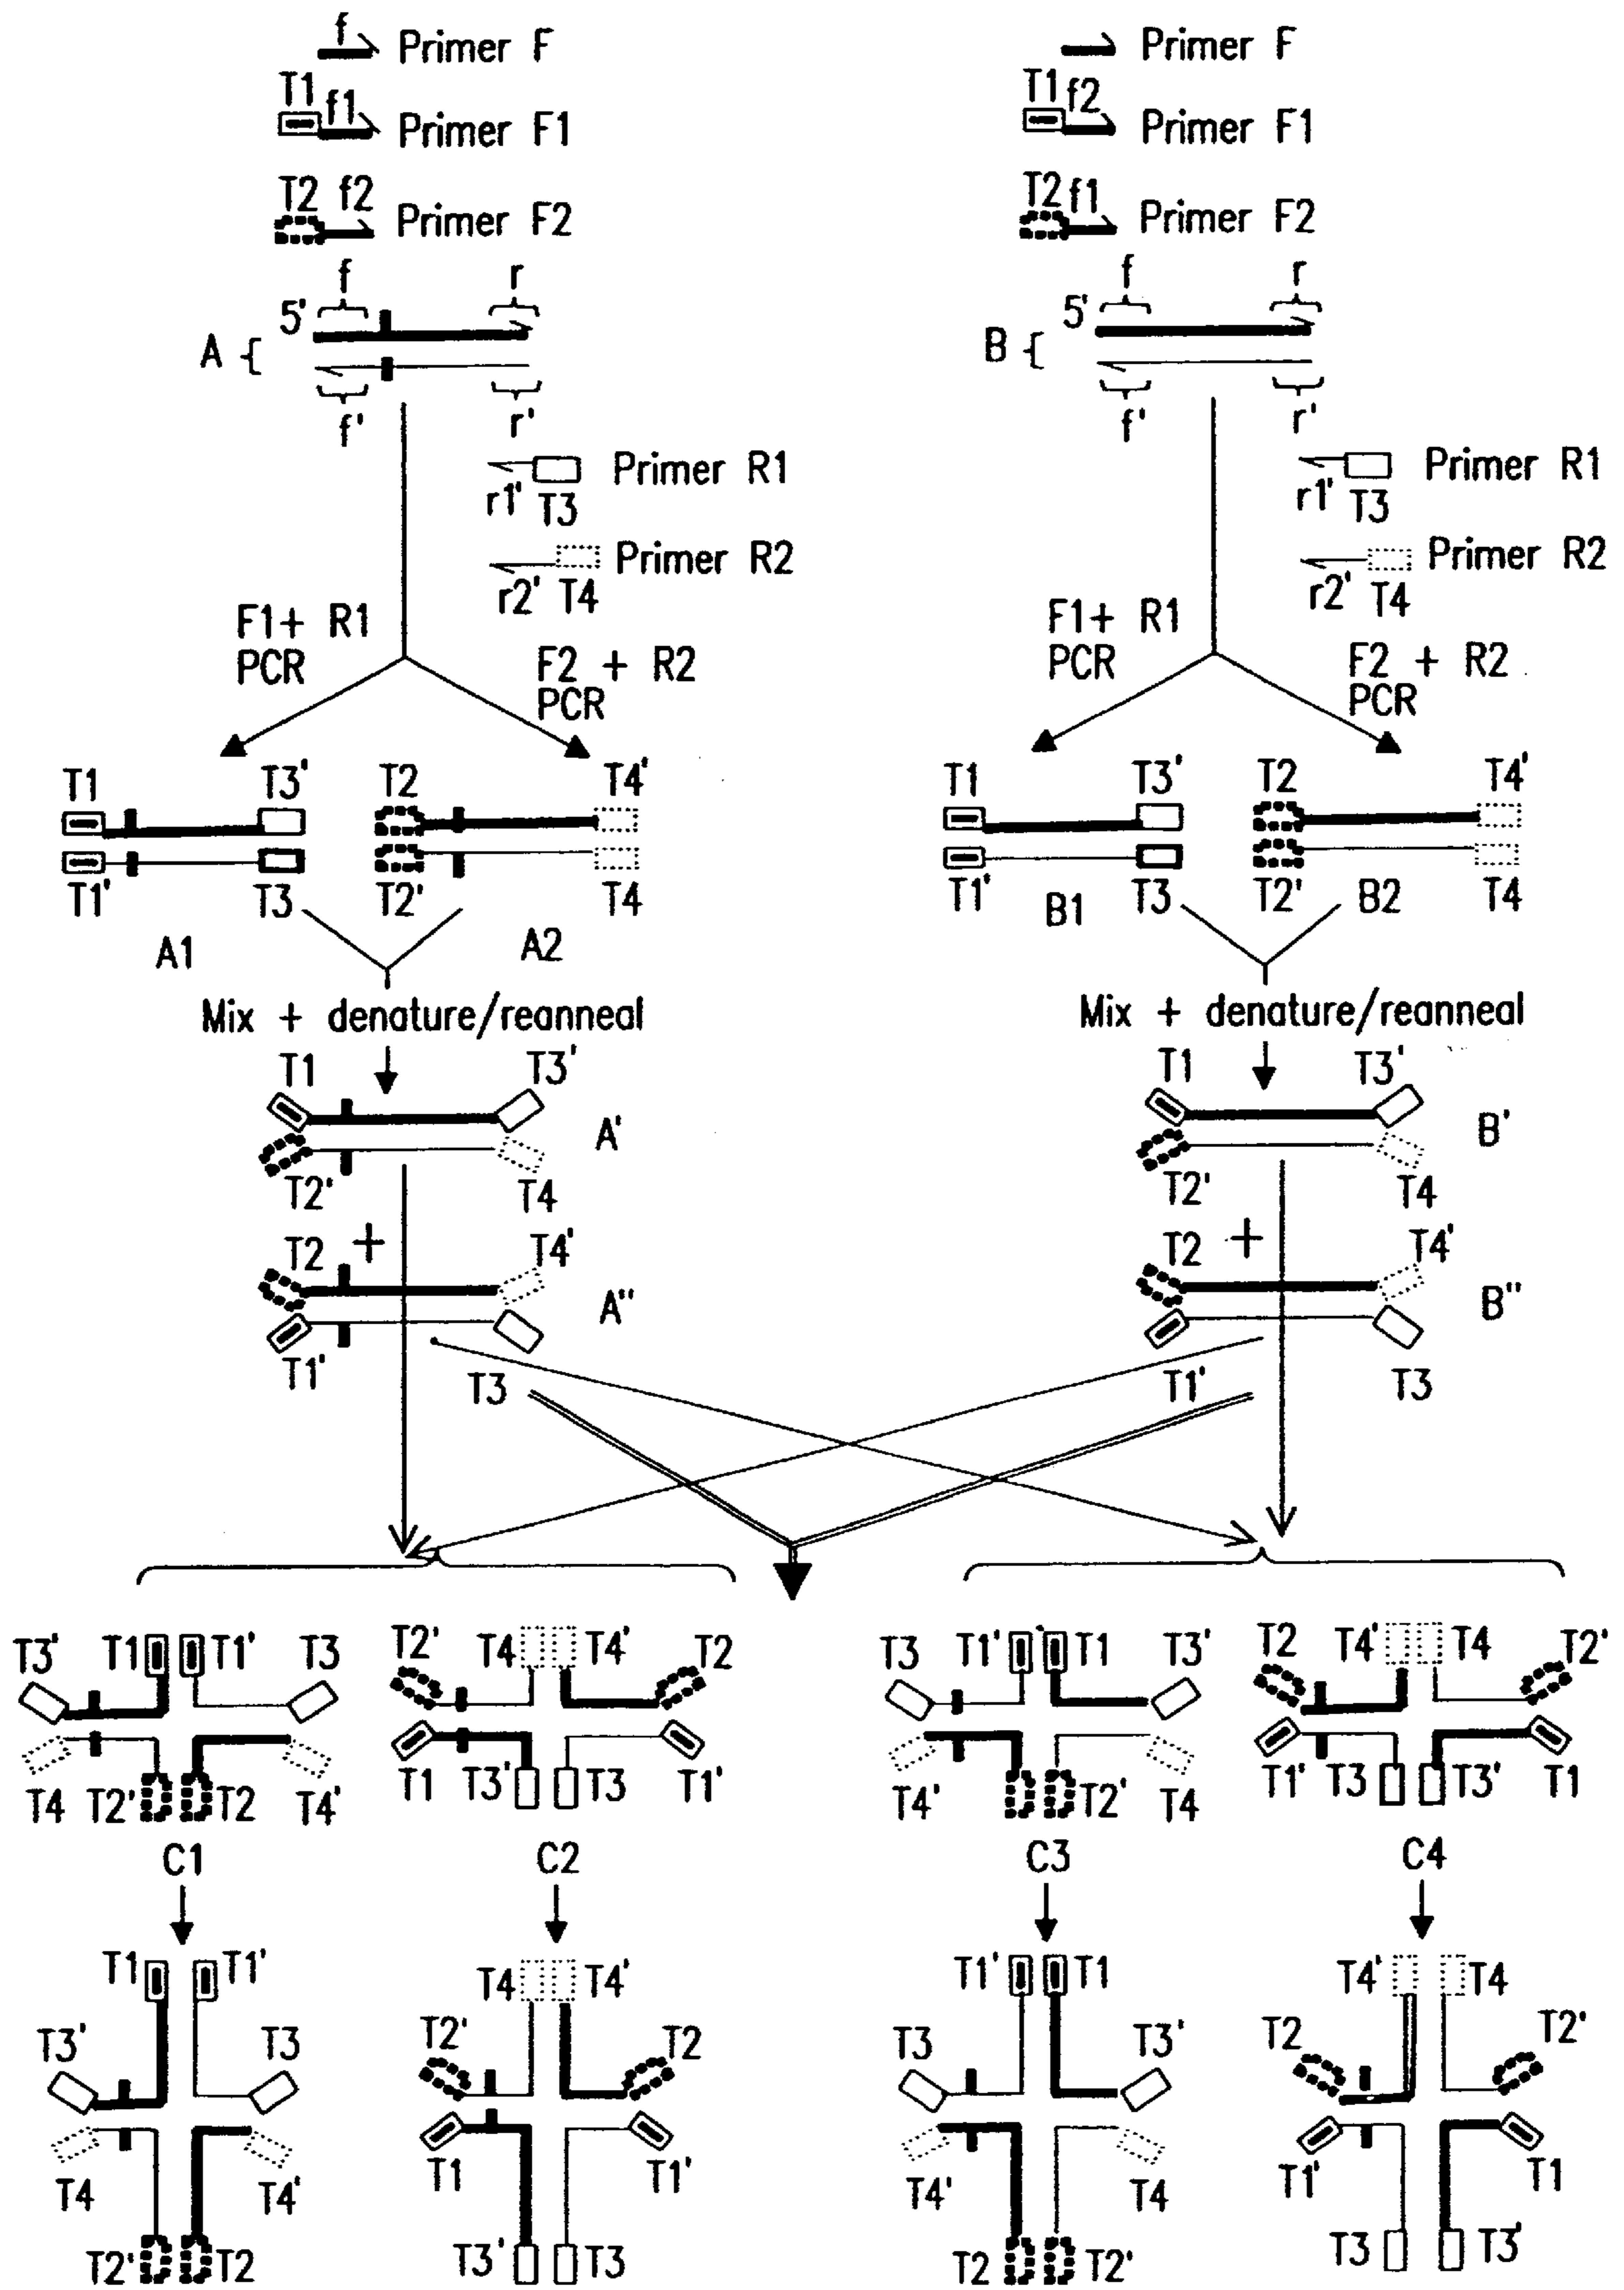 f
Primer F
Primer F
T1 f1
Primer F1
T1 f2
Primer F1
T2 f2
Primer F2
T2 f1
Primer F2
f r
f r
5'
5'
A {
B {
f' r'
f' r'
Primer R1
Primer R1
r1' T3
r1' T3
Primer R2
Primer R2
r2' T4
r2' T4
F1+ R1
PCR
F2 + R2
PCR
F1+ R1
PCR
F2 + R2
PCR
T1 T3' T2 T4'
T1 T3' T2 T4'
T1' T3 T2' T4
T1' B1 T3 T2' B2 T4
A1 A2
Mix + denature/reanneal
Mix + denature/reanneal
T1 T3'
T1 T3'
A'
B'
T2' T4
T2' T4
T2 + T4'
T2 + T4'
A"
B"
T1' T3
T1' T3
T3' T1 T1' T3 T2' T4 T4' T2
T3 T1' T1 T3' T2 T4' T4 T2'
T4 T2' T2 T4' T1 T3' T3 T1'
T4' T2' T4 T1' T3 T3' T1
C1 C2 C3 C4
T1 T1' T4 T4' T1' T1 T4' T4
T3' T3 T2' T2 T3 T3' T2 T2'
T4 T4' T1 T1' T4' T4 T1' T1
T2' T2 T3' T3 T2 T2' T3 T3'